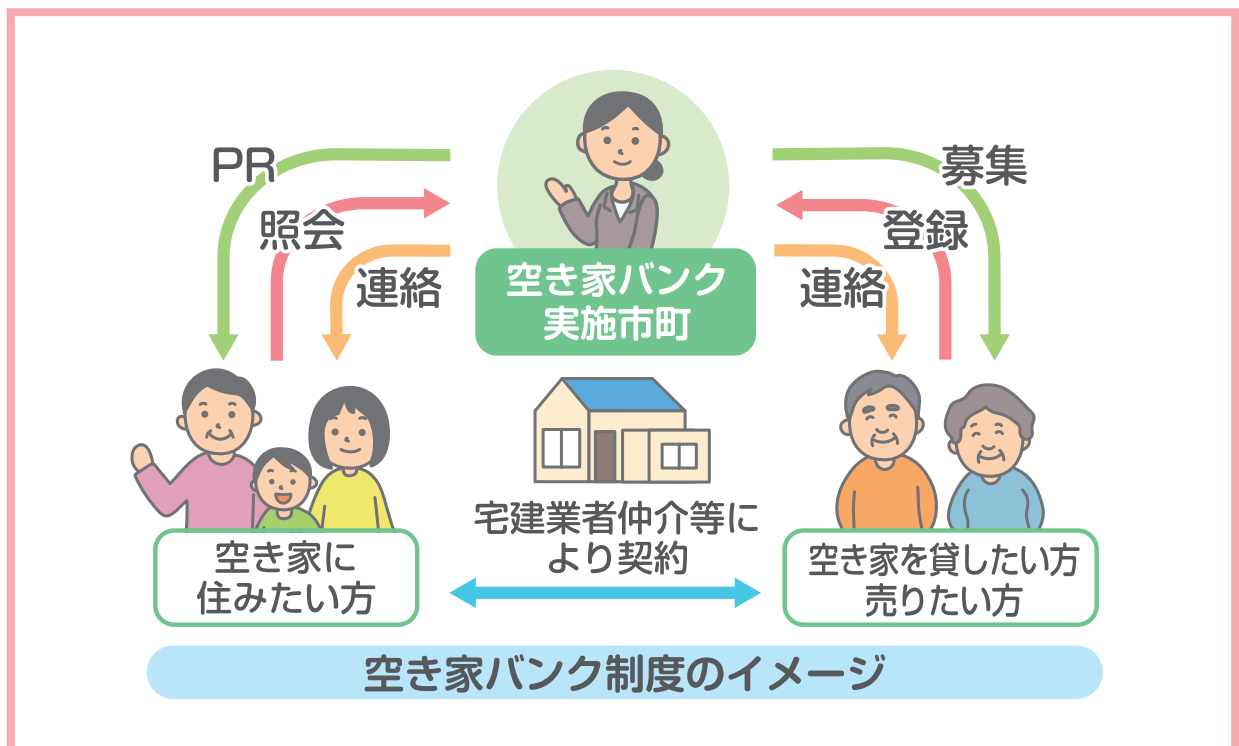 PR
照会
連絡
空き家バンク
実施市町
募集
登録
連絡
宅建業者仲介等に
より契約
空き家に
住みたい方
空き家を貸したい方
売りたい方
空き家バンク制度のイメージ